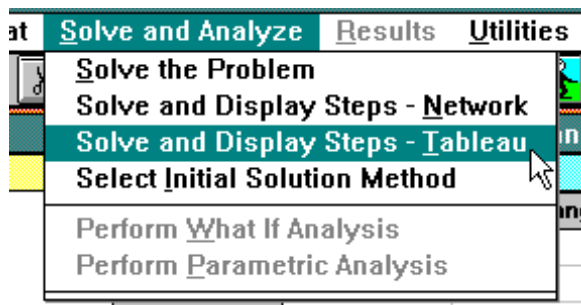 at Solve and Analyze Results Utilities
Solve the Problem
Solve and Display Steps - Network
Solve and Display Steps - Tableau
Select Initial Solution Method
Perform What If Analysis
Perform Parametric Analysis